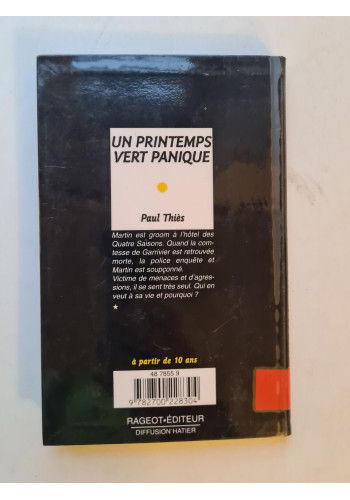 UN PRINTEMPS
VERT PANIQUE
Paul Thiès
Martin est groom à l'hôtel des
Quatre Saisons. Quand la com-
tesse de Garrivier est retrouvée
morte, la police enquête et
Martin est soupçonné.
Victime de menaces et d'agres-
sions, il se sent très seul. Qui en
veut à sa vie et pourquoi ?
*
à partir de 10 ans
48 7855 9
9 782700 228304
RAGEOT•ÉDITEUR
DIFFUSION HATIER